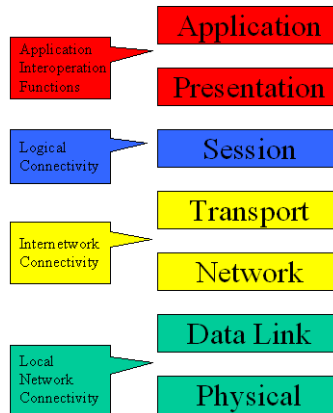 Application
Application
Interoperation
Functions
Presentation
Logical
Connectivity
Session
Transport
Internetwork
Connectivity
Network
Data Link
Local
Network
Connectivity
Physical